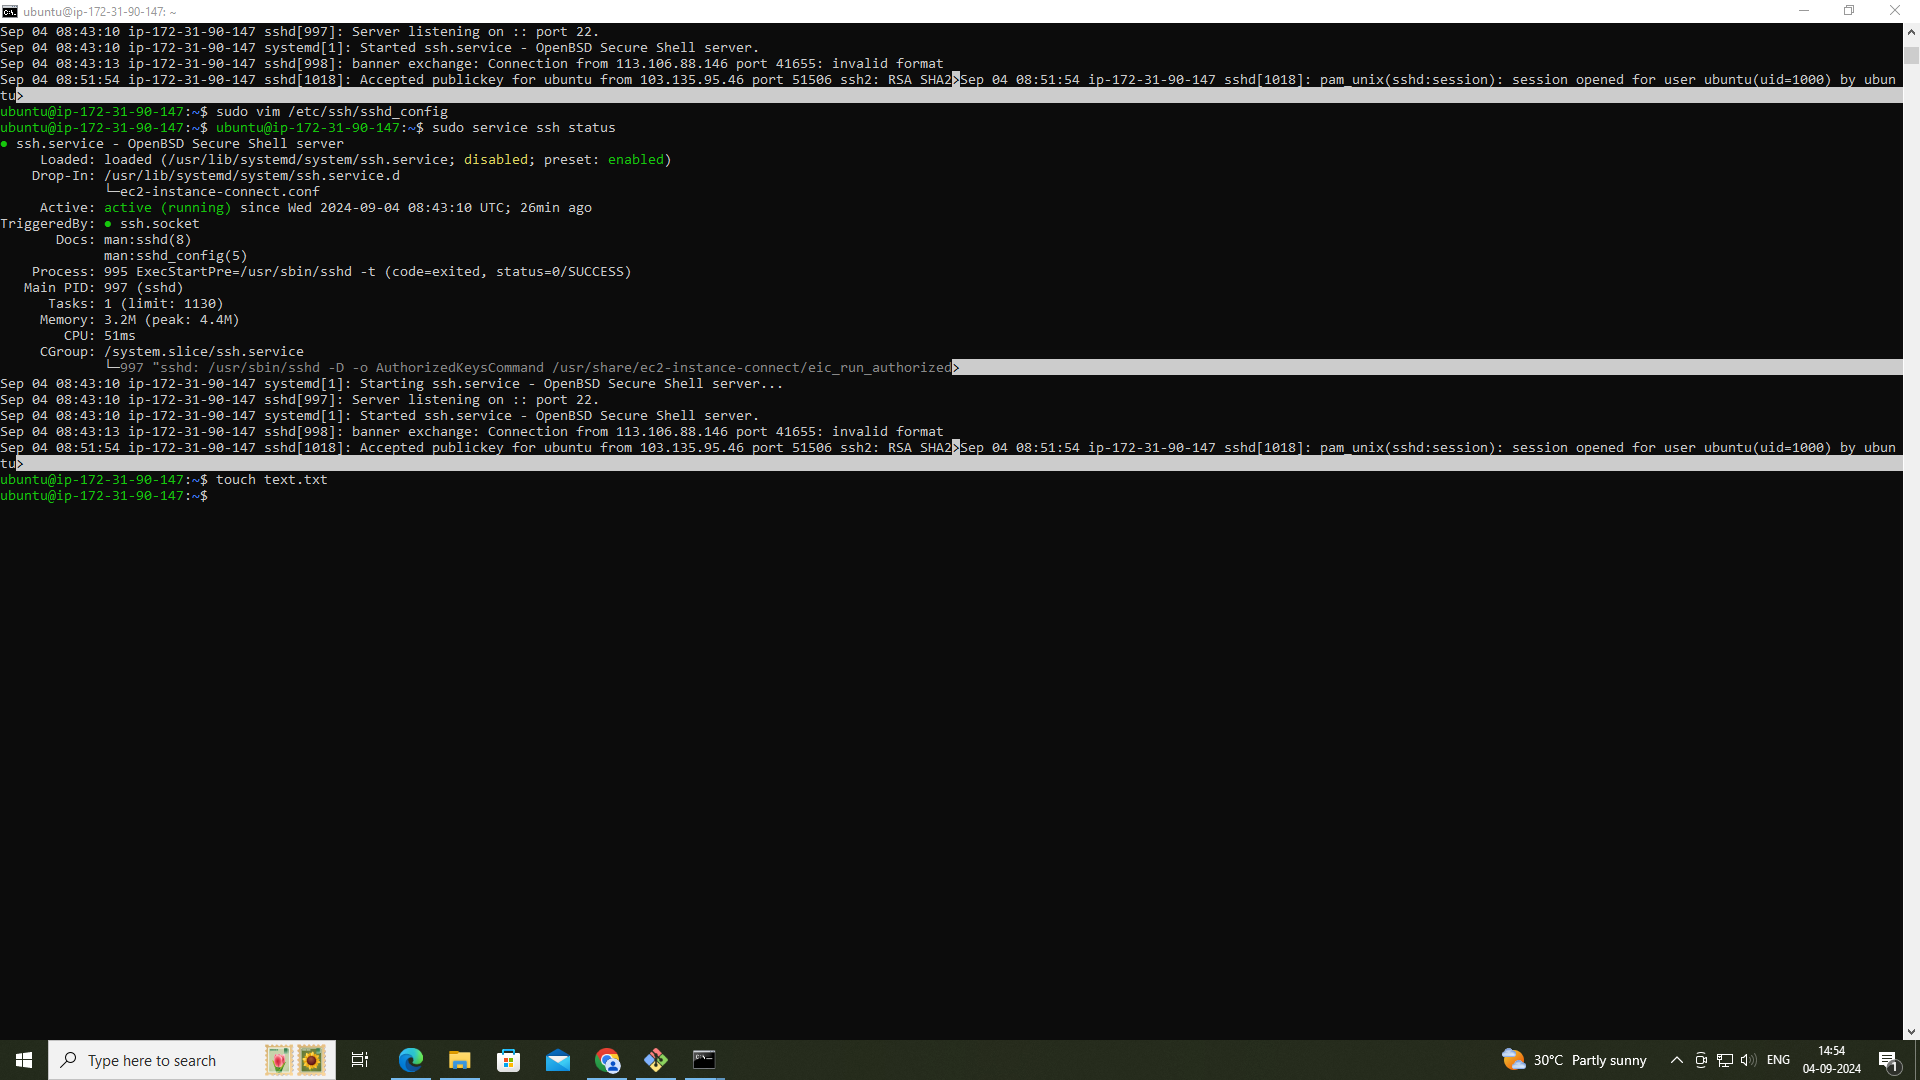 ubuntu@ip-172-31-90-147: ~
Sep 04 08:43:10 ip-172-31-90-147 sshd[997]: Server listening on :: port 22.
Sep 04 08:43:10 ip-172-31-90-147 systemd[1]: Started ssh.service - OpenBSD Secure Shell server.
Sep 04 08:43:13 ip-172-31-90-147 sshd[998]: banner exchange: Connection from 113.106.88.146 port 41655: invalid format
Sep 04 08:51:54 ip-172-31-90-147 sshd[1018]: Accepted publickey for ubuntu from 103.135.95.46 port 51506 ssh2: RSA SHA2>Sep 04 08:51:54 ip-172-31-90-147 sshd[1018]: pam_unix(sshd:session): session opened for user ubuntu(uid=1000) by ubun
tu>
ubuntu@ip-172-31-90-147:~$ sudo vim /etc/ssh/sshd_config
ubuntu@ip-172-31-90-147:~$ ubuntu@ip-172-31-90-147:~$ sudo service ssh status
● ssh.service - OpenBSD Secure Shell server
     Loaded: loaded (/usr/lib/systemd/system/ssh.service; disabled; preset: enabled)
    Drop-In: /usr/lib/systemd/system/ssh.service.d
             └─ec2-instance-connect.conf
     Active: active (running) since Wed 2024-09-04 08:43:10 UTC; 26min ago
TriggeredBy: ● ssh.socket
       Docs: man:sshd(8)
             man:sshd_config(5)
    Process: 995 ExecStartPre=/usr/sbin/sshd -t (code=exited, status=0/SUCCESS)
   Main PID: 997 (sshd)
      Tasks: 1 (limit: 1130)
     Memory: 3.2M (peak: 4.4M)
        CPU: 51ms
     CGroup: /system.slice/ssh.service
             └─997 "sshd: /usr/sbin/sshd -D -o AuthorizedKeysCommand /usr/share/ec2-instance-connect/eic_run_authorized>
Sep 04 08:43:10 ip-172-31-90-147 systemd[1]: Starting ssh.service - OpenBSD Secure Shell server...
Sep 04 08:43:10 ip-172-31-90-147 sshd[997]: Server listening on :: port 22.
Sep 04 08:43:10 ip-172-31-90-147 systemd[1]: Started ssh.service - OpenBSD Secure Shell server.
Sep 04 08:43:13 ip-172-31-90-147 sshd[998]: banner exchange: Connection from 113.106.88.146 port 41655: invalid format
Sep 04 08:51:54 ip-172-31-90-147 sshd[1018]: Accepted publickey for ubuntu from 103.135.95.46 port 51506 ssh2: RSA SHA2>Sep 04 08:51:54 ip-172-31-90-147 sshd[1018]: pam_unix(sshd:session): session opened for user ubuntu(uid=1000) by ubun
tu>
ubuntu@ip-172-31-90-147:~$ touch text.txt
ubuntu@ip-172-31-90-147:~$
Type here to search
30°C Partly sunny
ENG
14:54
04-09-2024
1